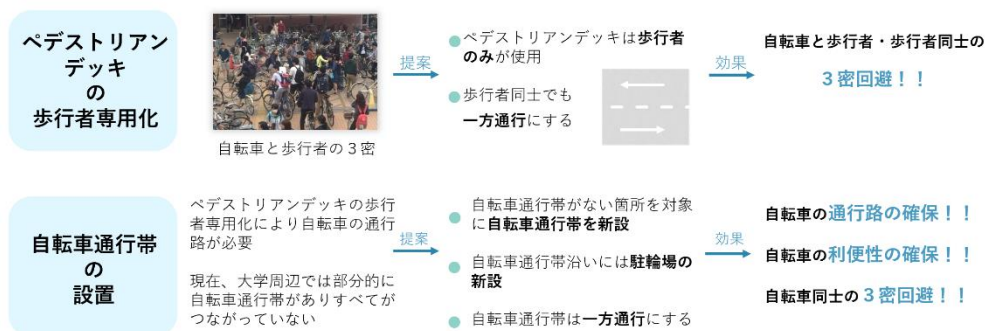 ペデストリアン
デッキ
の
歩行者専用化
自転車と歩行者の３密
提案
ペデストリアンデッキは歩行者
のみが使用
歩行者同士でも
一方通行にする
効果
自転車と歩行者・歩行者同士の
３密回避！！
自転車通行帯
の
設置
ペデストリアンデッキの歩行
者専用化により自転車の通行
路が必要
現在、大学周辺では部分的に
自転車通行帯がありすべてが
つながっていない
提案
自転車通行帯がない箇所を対象
に自転車通行帯を新設
自転車通行帯沿いには駐輪場の
新設
自転車通行帯は一方通行にする
効果
自転車の通行路の確保！！
自転車の利便性の確保！！
自転車同士の３密回避！！